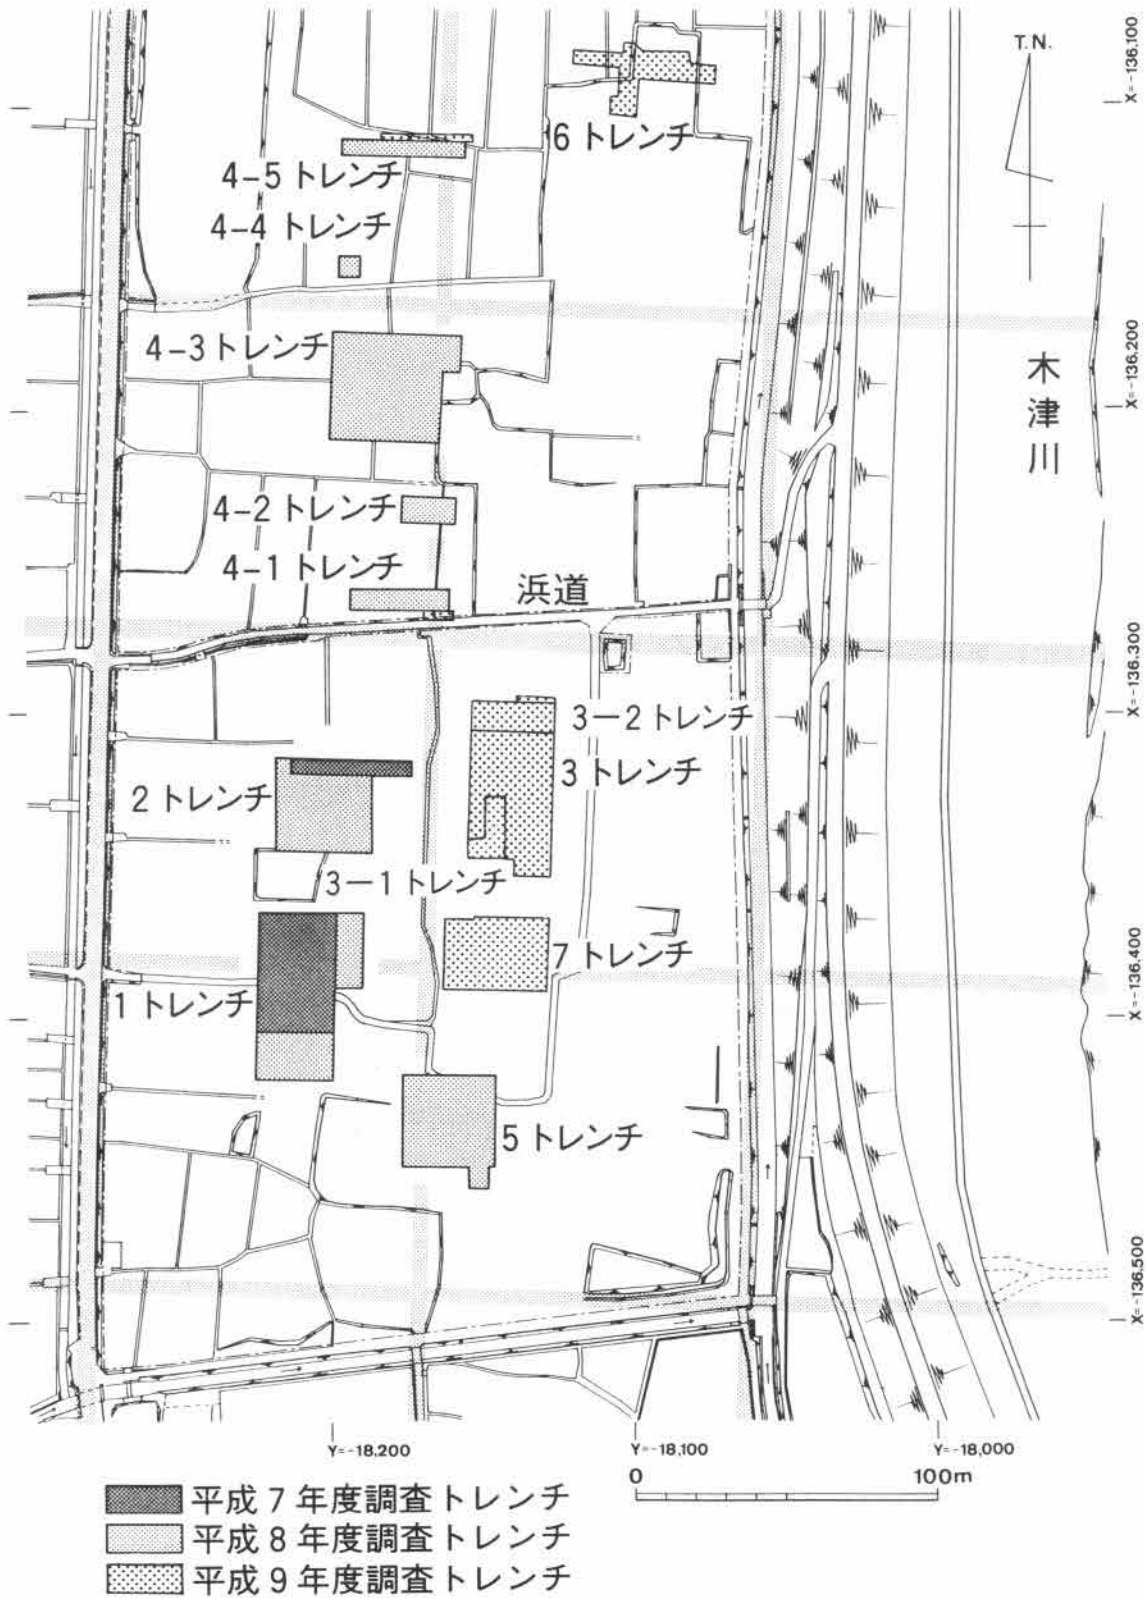 T.N.
X=-136.100
6 トレンチ
4-5 トレンチ
4-4 トレンチ
4-3 トレンチ
X=-136.200
木津川
4-2 トレンチ
4-1 トレンチ
浜道
X=-136.300
3-2 トレンチ
3 トレンチ
2 トレンチ
3-1 トレンチ
7 トレンチ
X=-136.400
1 トレンチ
5 トレンチ
X=-136.500
Y=-18.200
Y=-18,100
Y=-18,000
0
100m
平成 7 年度調査トレンチ
平成 8 年度調査トレンチ
平成 9 年度調査トレンチ